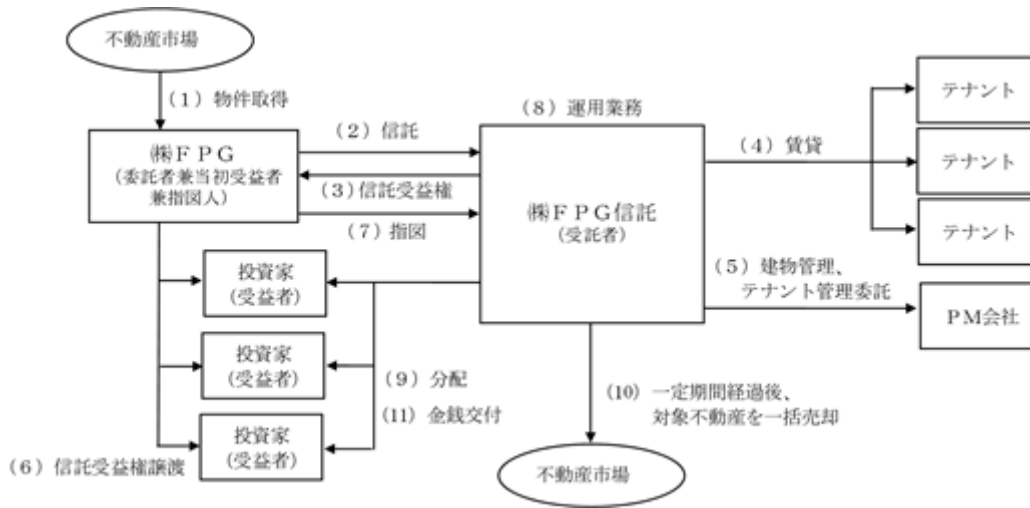 不動産市場
(1) 物件取得
㈱ＦＰＧ
(委託者兼当初受益者
兼指図人)
(2) 信託
(3) 信託受益権
(7) 指図
(8) 運用業務
㈱ＦＰＧ信託
(受託者)
(4) 賃貸
テナント
テナント
テナント
(5) 建物管理、
テナント管理委託
ＰＭ会社
投資家
(受益者)
投資家
(受益者)
投資家
(受益者)
(6) 信託受益権譲渡
(9) 分配
(11) 金銭交付
(10) 一定期間経過後、
対象不動産を一括売却
不動産市場